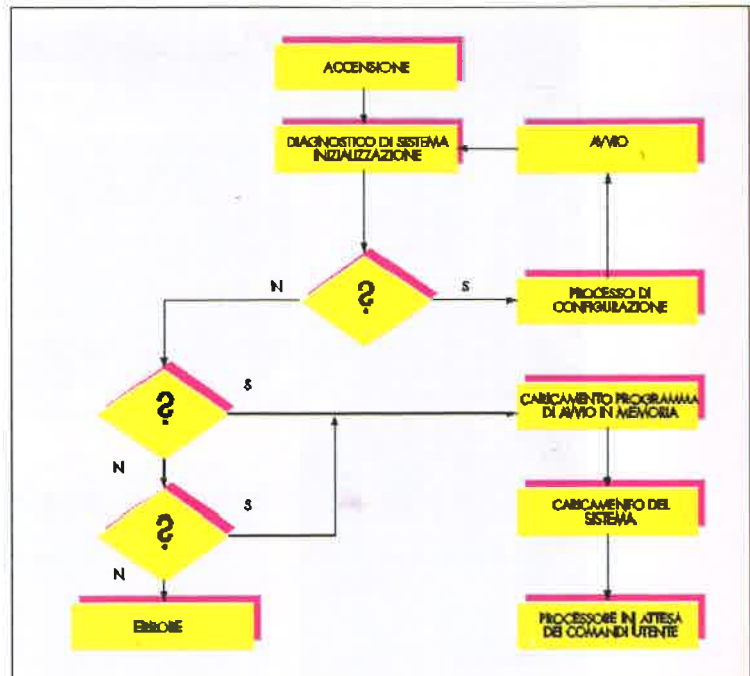 ACCENSIONE
DIAGNOSTICO DI SISTEMA
INIZIALIZZAZIONE
AVVIO
?
N
S
PROCESSO DI
CONFIGURAZIONE
?
S
CARICAMENTO PROGRAMMA
DI AVVIO IN MEMORIA
N
?
S
CARICAMENTO DEL
SISTEMA
N
ERRORE
PROCESSORE IN ATTESA
DEI COMANDI UTENTE